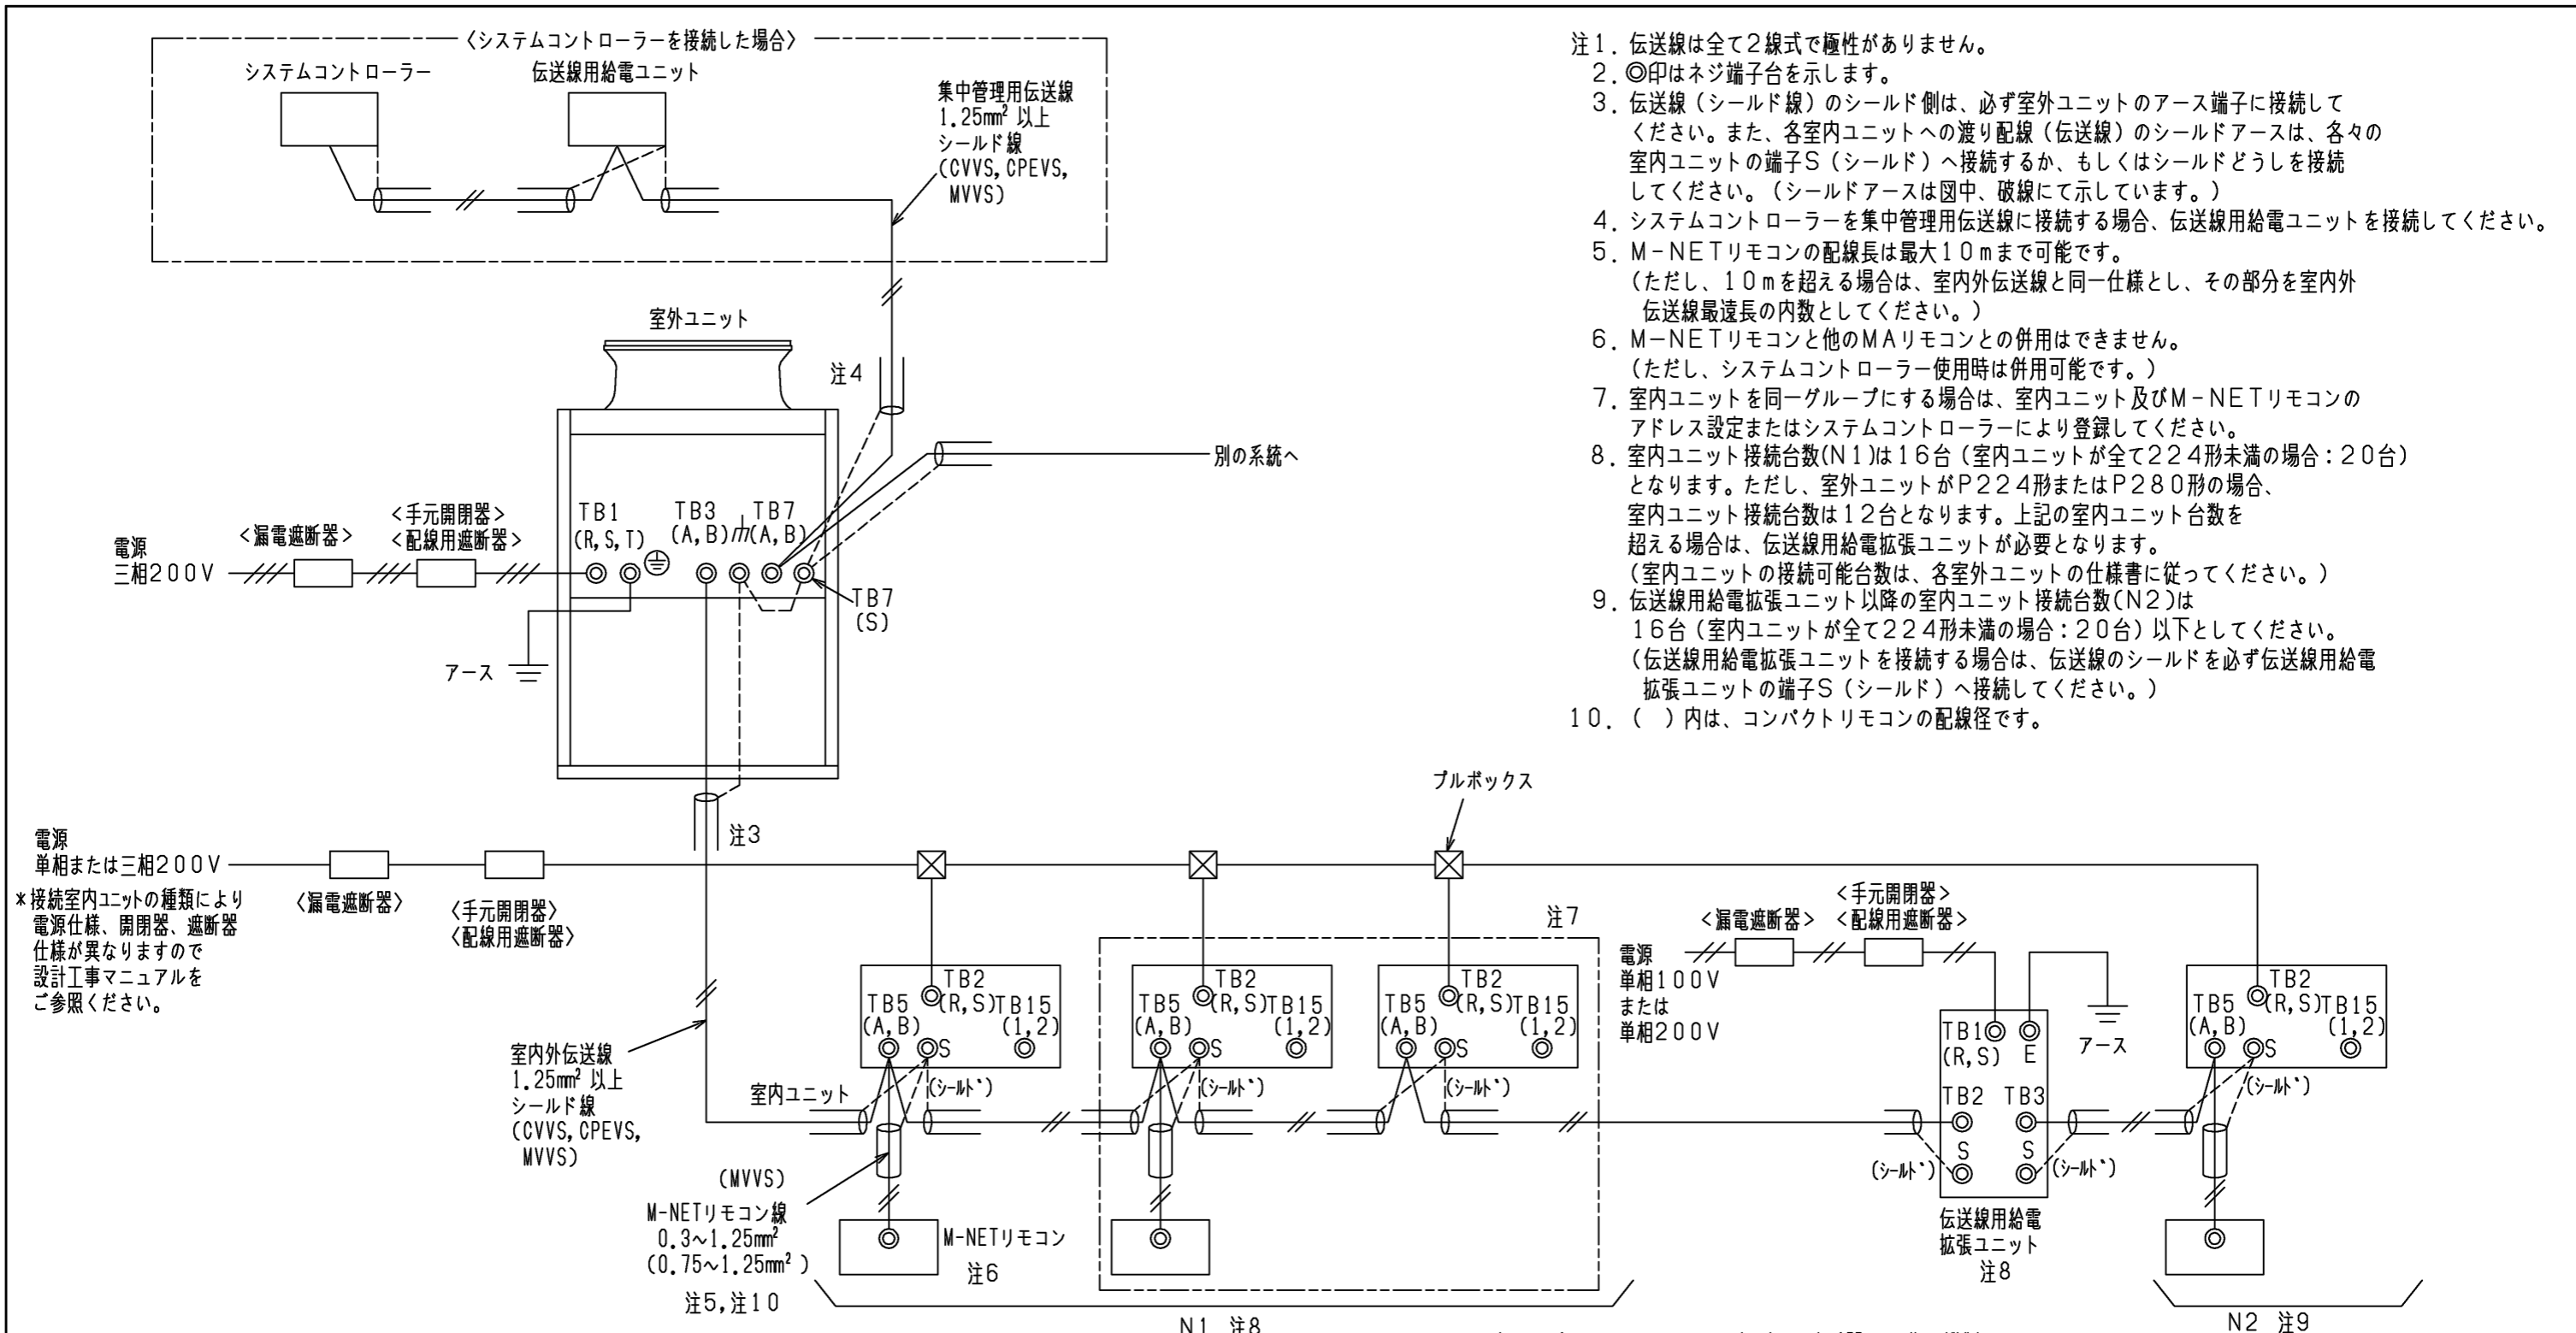 〈システムコントローラーを接続した場合〉
システムコントローラー
伝送線用給電ユニット
集中管理用伝送線
1.25mm² 以上
シールド線
(CVVS, CPEVS,
MVVS)
注1. 伝送線は全て2線式で極性がありません。
2. ◎印はネジ端子台を示します。
3. 伝送線（シールド線）のシールド側は、必ず室外ユニットのアース端子に接続して
ください。また、各室内ユニットへの渡り配線（伝送線）のシールドアースは、各々の
室内ユニットの端子S（シールド）へ接続するか、もしくはシールドどうしを接続
してください。（シールドアースは図中、破線にて示しています。）
4. システムコントローラーを集中管理用伝送線に接続する場合、伝送線用給電ユニットを接続してください。
5. M-NETリモコンの配線長は最大10mまで可能です。
（ただし、10mを超える場合は、室内外伝送線と同一仕様とし、その部分を室内外
伝送線最遠長の内数としてください。）
6. M-NETリモコンと他のMAリモコンとの併用はできません。
（ただし、システムコントローラー使用時は併用可能です。）
7. 室内ユニットを同一グループにする場合は、室内ユニット及びM-NETリモコンの
アドレス設定またはシステムコントローラーにより登録してください。
8. 室内ユニット接続台数(N1)は16台（室内ユニットが全て224形未満の場合：20台）
となります。ただし、室外ユニットがP224形またはP280形の場合、
室内ユニット接続台数は12台となります。上記の室内ユニット台数を
超える場合は、伝送線用給電拡張ユニットが必要となります。
（室内ユニットの接続可能台数は、各室外ユニットの仕様書に従ってください。）
9. 伝送線用給電拡張ユニット以降の室内ユニット接続台数(N2)は
16台（室内ユニットが全て224形未満の場合：20台）以下としてください。
（伝送線用給電拡張ユニットを接続する場合は、伝送線のシールドを必ず伝送線用給電
拡張ユニットの端子S（シールド）へ接続してください。）
10. （　）内は、コンパクトリモコンの配線径です。
室外ユニット
注4
別の系統へ
電源
三相200V
<漏電遮断器>
<手元開閉器>
<配線用遮断器>
TB1
(R, S, T)
TB3
(A, B)
TB7
(A, B)
TB7
(S)
アース
注3
プルボックス
電源
単相または三相200V
*接続室内ユニットの種類により
電源仕様、開閉器、遮断器
仕様が異なりますので
設計工事マニュアルを
ご参照ください。
〈漏電遮断器〉
〈手元開閉器〉
〈配線用遮断器〉
注7
電源
単相100V
または
単相200V
<漏電遮断器>
<手元開閉器>
<配線用遮断器>
TB5
(A, B)
TB2
(R, S)
TB15
(1,2)
S
(シールド)
TB5
(A, B)
TB2
(R, S)
TB15
(1,2)
S
(シールド)
TB5
(A, B)
TB2
(R, S)
TB15
(1,2)
S
(シールド)
TB1
(R, S)
E
アース
TB2
TB3
S
S
(シールド)
(シールド)
伝送線用給電
拡張ユニット
注8
TB5
(A, B)
TB2
(R, S)
TB15
(1,2)
S
(シールド)
室内外伝送線
1.25mm² 以上
シールド線
(CVVS, CPEVS,
MVVS)
室内ユニット
(MVVS)
M-NETリモコン線
0.3~1.25mm²
(0.75~1.25mm²)
注5,注10
M-NETリモコン
注6
N1 注8
N2 注9